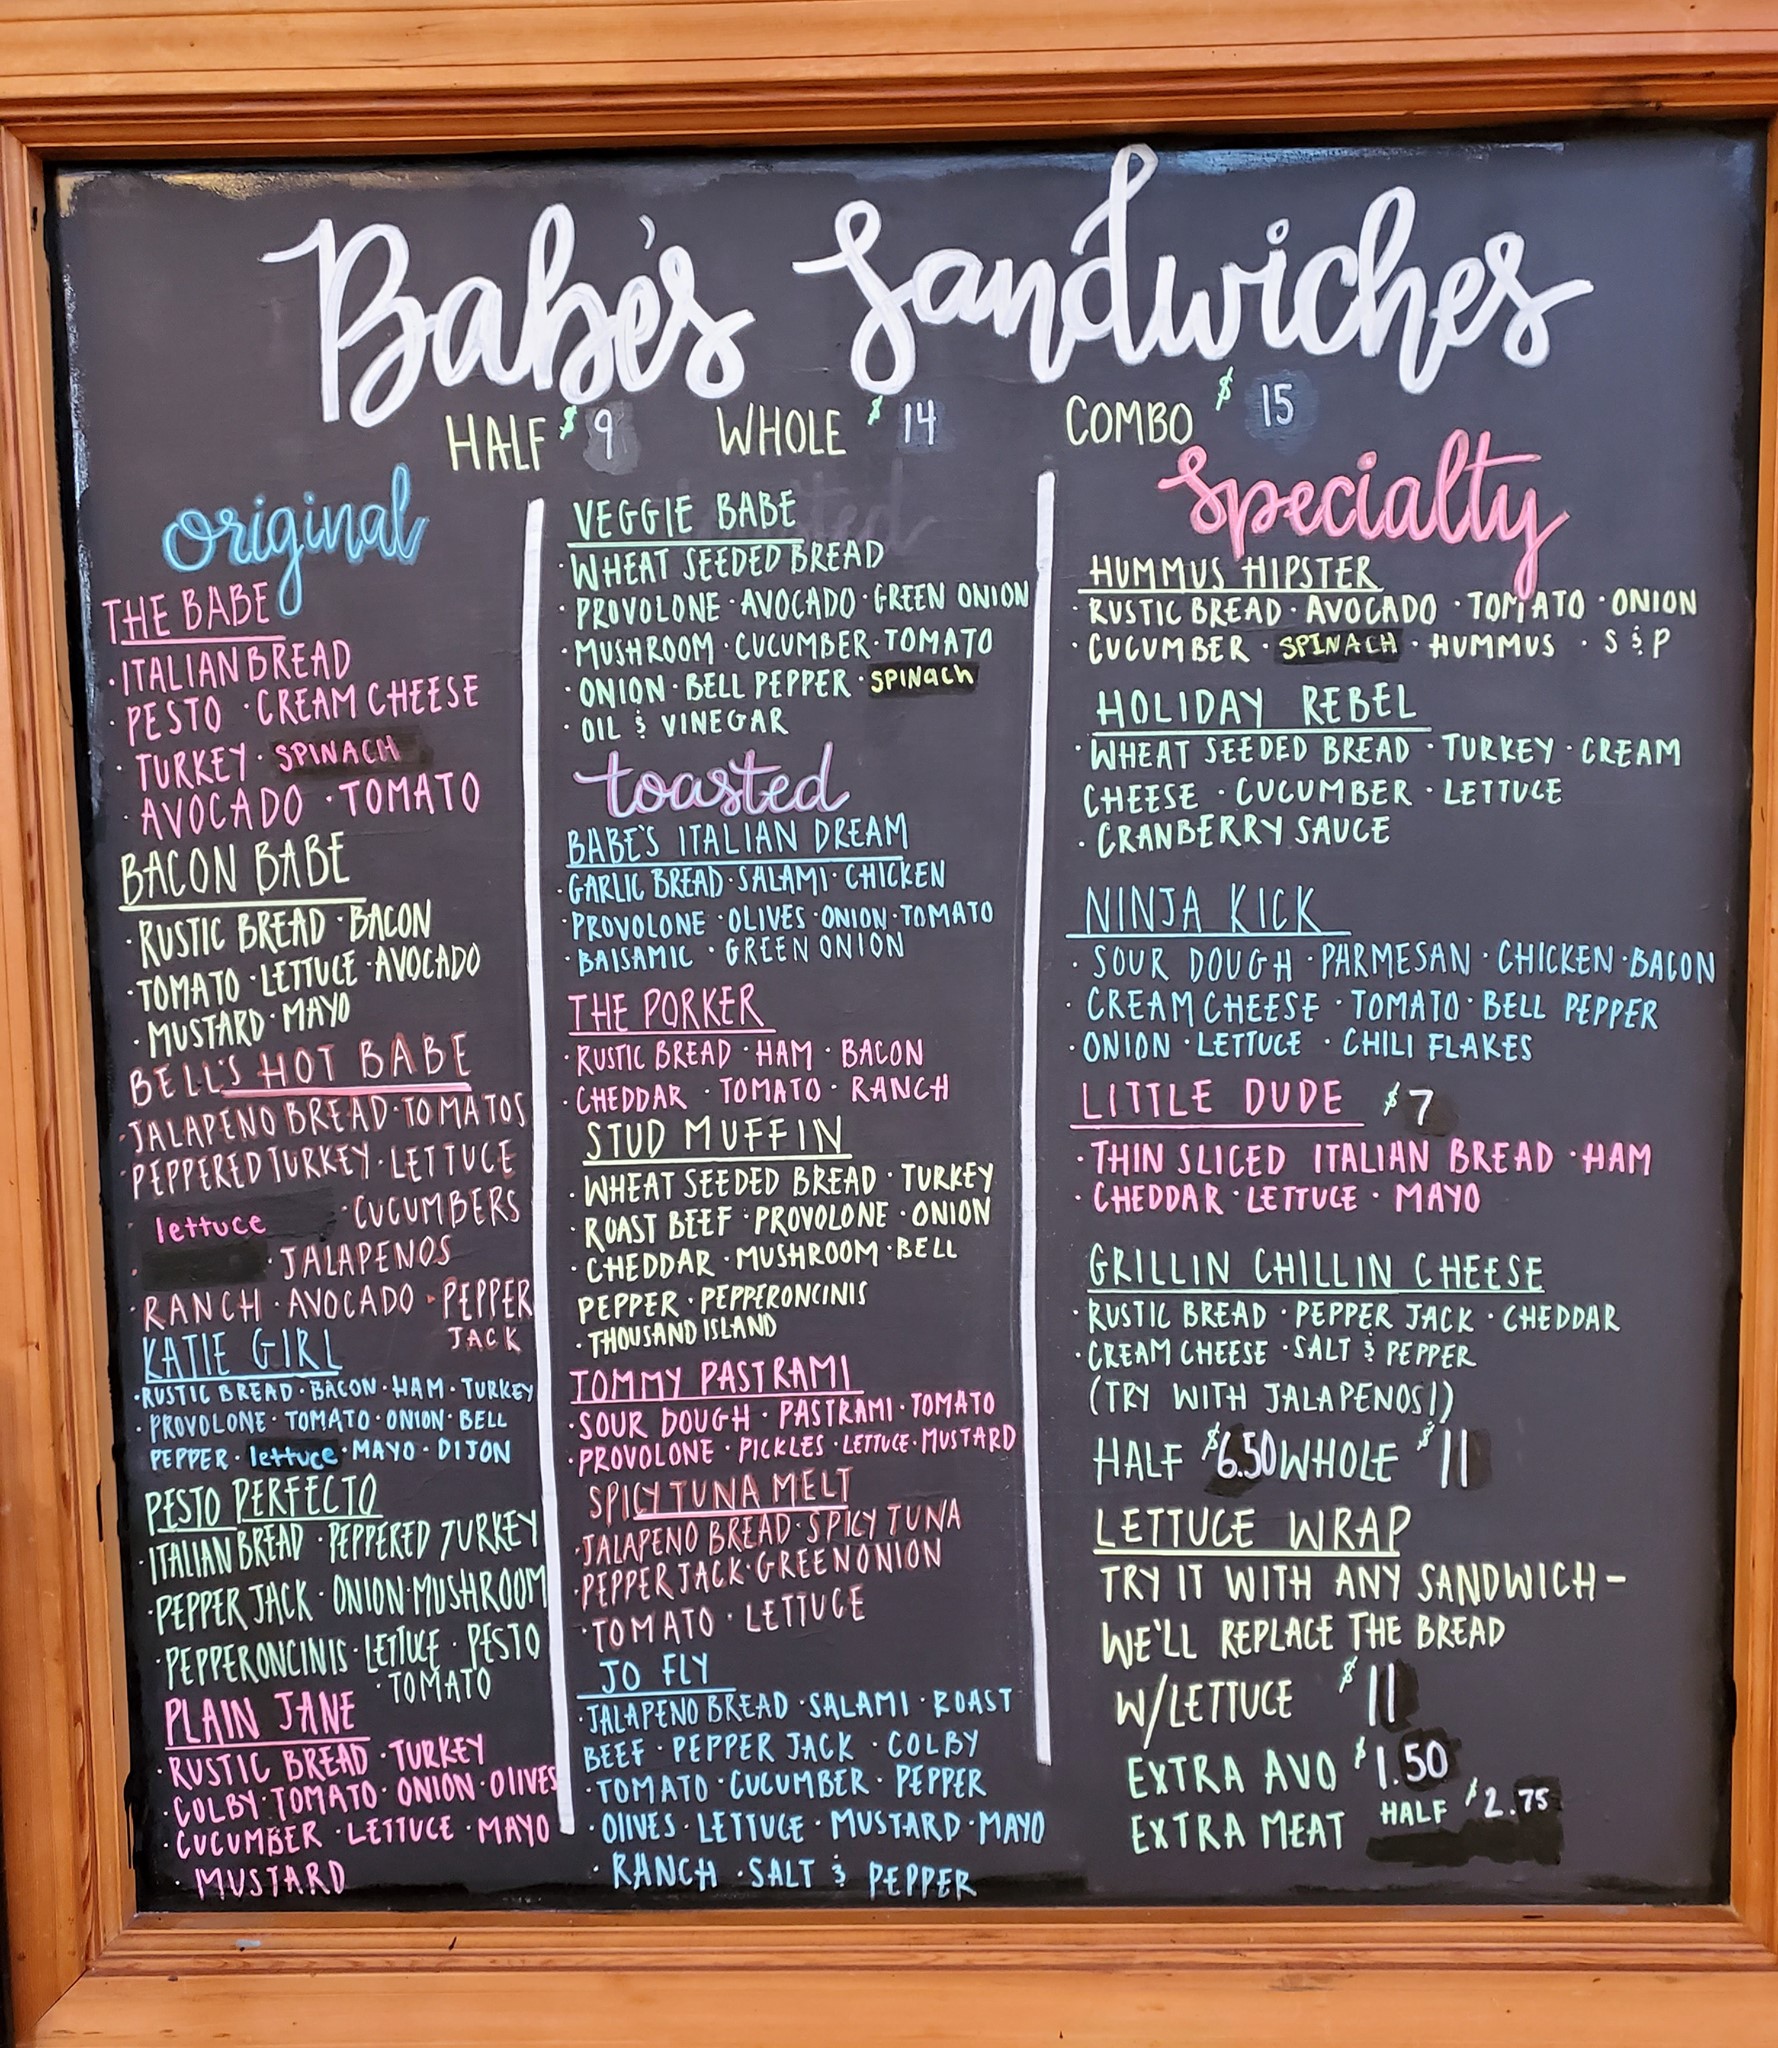 Babe's Sandwiches
HALF $9 WHOLE $14 COMBO $15
original
THE BABE
· ITALIAN BREAD
· PESTO · CREAM CHEESE
· TURKEY · SPINACH
· AVOCADO · TOMATO
BACON BABE
· RUSTIC BREAD · BACON
· TOMATO · LETTUCE · AVOCADO
· MUSTARD · MAYO
BELL'S HOT BABE
· JALAPENO BREAD · TOMATOS
· PEPPERED TURKEY · LETTUCE
· lettuce · CUCUMBERS
· JALAPENOS
· RANCH · AVOCADO · PEPPER
JACK
KATIE GIRL
· RUSTIC BREAD · BACON · HAM · TURKEY
· PROVOLONE · TOMATO · ONION · BELL
PEPPER · lettuce · MAYO · DIJON
PESTO PERFECTO
· ITALIAN BREAD · PEPPERED TURKEY
· PEPPER JACK · ONION · MUSHROOM
· PEPPERONCINIS · LETTUCE · PESTO
· TOMATO
PLAIN JANE
· RUSTIC BREAD · TURKEY
· COLBY · TOMATO · ONION · OlIVES
· CUCUMBER · LETTUCE · MAYO
· MUSTARD
VEGGIE BABE
· WHEAT SEEDED BREAD
· PROVOLONE · AVOCADO · GREEN ONION
· MUSHROOM · CUCUMBER · TOMATO
· ONION · BELL PEPPER · SPINACH
· OIL & VINEGAR
toasted
BABE'S ITALIAN DREAM
· GARLIC BREAD · SALAMI · CHICKEN
· PROVOLONE · OLIVES · ONION · TOMATO
· BAlSAMIC · GREEN ONION
THE PORKER
· RUSTIC BREAD · HAM · BACON
· CHEDDAR · TOMATO · RANCH
STUD MUFFIN
· WHEAT SEEDED BREAD · TURKEY
· ROAST BEEF · PROVOLONE · ONION
· CHEDDAR · MUSHROOM · BELL
PEPPER · PEPPERONCINIS
· THOUSAND ISLAND
TOMMY PASTRAMI
· SOUR DOUGH · PASTRAMI · TOMATO
· PROVOLONE · PICKLES · LETTUCE · MUSTARD
SPICY TUNA MELT
· JALAPENO BREAD · SPICY TUNA
· PEPPER JACK · GREEN ONION
· TOMATO · LETTUCE
JO FLY
· JALAPENO BREAD · SALAMI · ROAST
BEEF · PEPPER JACK · COLBY
· TOMATO · CUCUMBER · PEPPER
· OlIVES · LETTUCE · MUSTARD · MAYO
· RANCH · SALT & PEPPER
specialty
HUMMUS HIPSTER
· RUSTIC BREAD · AVOCADO · TOMATO · ONION
· CUCUMBER · SPINACH · HUMMUS · S & P
HOLIDAY REBEL
· WHEAT SEEDED BREAD · TURKEY · CREAM
CHEESE · CUCUMBER · LETTUCE
· CRANBERRY SAUCE
NINJA KICK
· SOUR DOUGH · PARMESAN · CHICKEN · BACON
· CREAM CHEESE · TOMATO · BELL PEPPER
· ONION · LETTUCE · CHILI FLAKES
LITTLE DUDE $7
· THIN SLICED ITALIAN BREAD · HAM
· CHEDDAR · LETTUCE · MAYO
GRILLIN CHILLIN CHEESE
· RUSTIC BREAD · PEPPER JACK · CHEDDAR
· CREAM CHEESE · SALT & PEPPER
(TRY WITH JALAPENOS!)
HALF $6.50 WHOLE $11
LETTUCE WRAP
TRY IT WITH ANY SANDWICH-
WE'LL REPLACE THE BREAD
W/LETTUCE $11
EXTRA AVO $1.50
EXTRA MEAT HALF $2.75